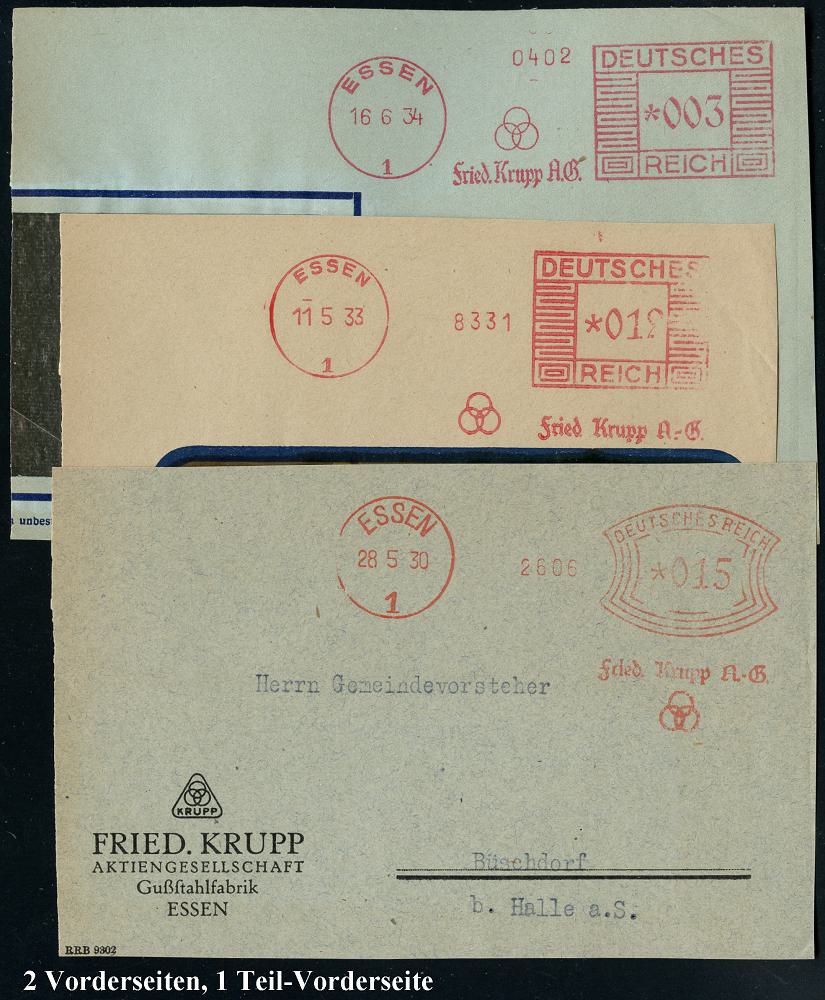 0402
ESSEN
16 6 34
1
Fried. Krupp A.G.
DEUTSCHES
*003
REICH
ESSEN
11 5 33
1
8331
DEUTSCHES
*012
REICH
Fried Krupp A.-G.
unbes
ESSEN
28 5 30
1
2606
DEUTSCHES REICH
*015
Fried. Krupp A.-G.
Herrn Gemeindevorsteher
KRUPP
FRIED. KRUPP
AKTIENGESELLSCHAFT
Gußſtahlfabrik
ESSEN
Büschdorf
b. Halle a.S.
RRB 9302
2 Vorderseiten, 1 Teil-Vorderseite